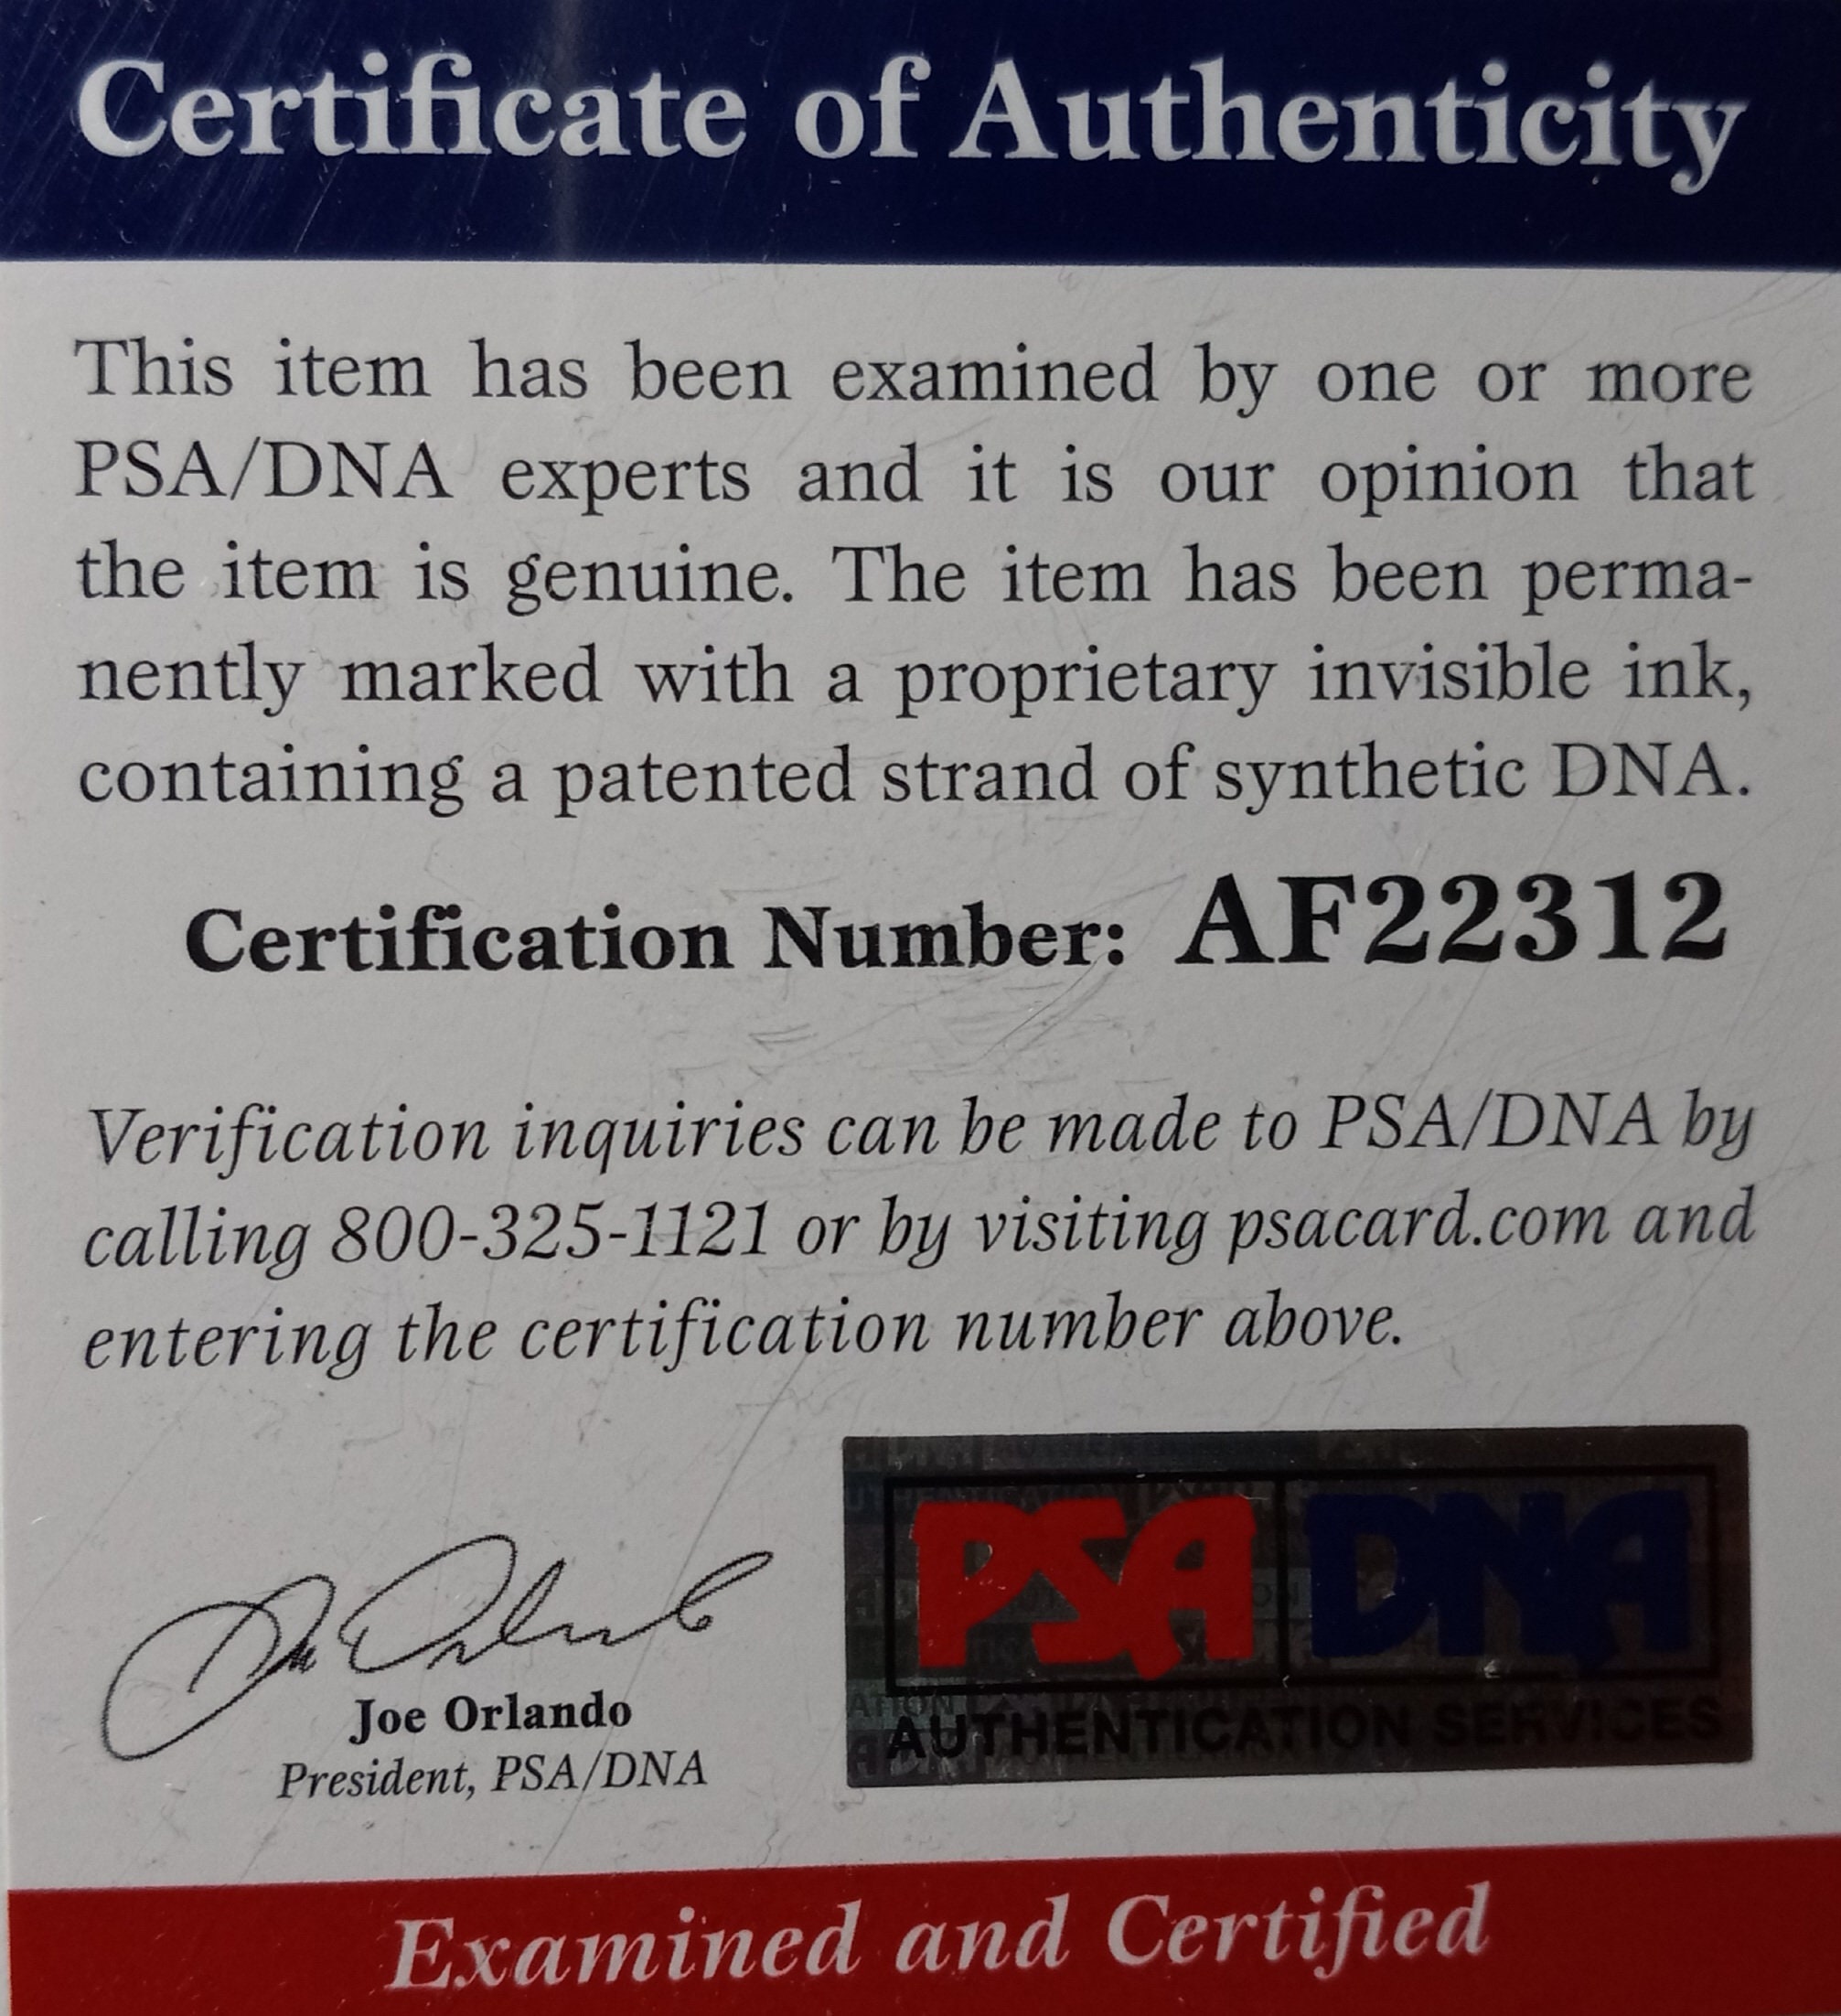 Certificate of Authenticity
This item has been examined by one or more
PSA/DNA experts and it is our opinion that
the item is genuine. The item has been perma-
nently marked with a proprietary invisible ink,
containing a patented strand of synthetic DNA.
Certification Number: AF22312
Verification inquiries can be made to PSA/DNA by
calling 800-325-1121 or by visiting psacard.com and
entering the certification number above.
Joe Orlando
President, PSA/DNA
PSA DNA
AUTHENTICATION SERVICES
Examined and Certified